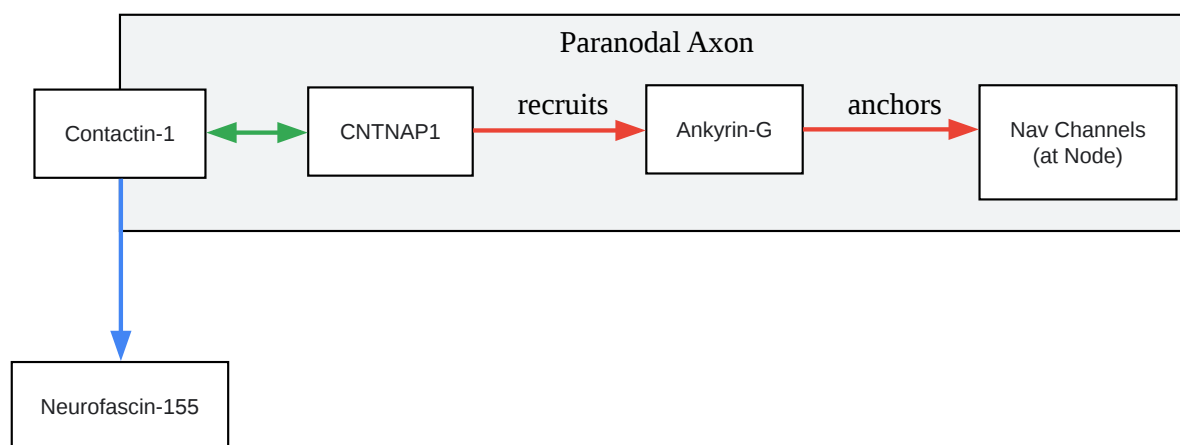 Paranodal Axon
Contactin-1
CNTNAP1
recruits
Ankyrin-G
anchors
Nav Channels
(at Node)
Neurofascin-155